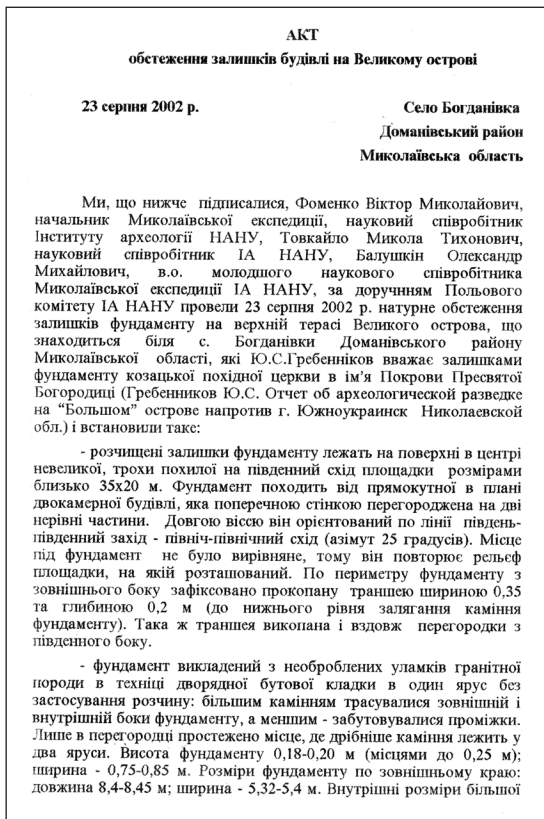 АКТ
обстеження залишків будівлі на Великому острові
23 серпня 2002 р. Село Богданівка
Доманівський район
Миколаївська область
Ми, що нижче підписалися, Фоменко Віктор Миколайович,
начальник Миколаївської експедиції, науковий співробітник
Інституту археології НАНУ, Товкайло Микола Тихонович,
науковий співробітник ІА НАНУ, Балушкін Олександр
Михайлович, в.о. молодшого наукового співробітника
Миколаївської експедиції ІА НАНУ, за доручнням Польового
комітету ІА НАНУ провели 23 серпня 2002 р. натурне обстеження
залишків фундаменту на верхній терасі Великого острова, що
знаходиться біля с. Богданівки Доманівського району
Миколаївської області, які Ю.С.Гребенніков вважає залишками
фундаменту козацької похідної церкви в ім'я Покрови Пресвятої
Богородиці (Гребенников Ю.С. Отчет об археологической разведке
на “Большом” острове напротив г. Южноукраинск Николаевской
обл.) і встановили таке:
- розчищені залишки фундаменту лежать на поверхні в центрі
невеликої, трохи похилої на південний схід площадки розмірами
близько 35х20 м. Фундамент походить від прямокутної в плані
двокамерної будівлі, яка поперечною стінкою перегороджена на дві
нерівні частини. Довгою віссю він орієнтований по лінії південь-
південний захід - північ-північний схід (азимут 25 градусів). Місце
під фундамент не було вирівняне, тому він повторює рельєф
площадки, на якій розташований. По периметру фундаменту з
зовнішнього боку зафіксовано прокопану траншею шириною 0,35
та глибиною 0,2 м (до нижнього рівня залягання каміння
фундаменту). Така ж траншея викопана і вздовж перегородки з
південного боку.
- фундамент викладений з необроблених уламків гранітної
породи в техніці дворядної бутової кладки в один ярус без
застосування розчину: більшим камінням трасувалися зовнішній і
внутрішній боки фундаменту, а меншим - забутовувалися проміжки.
Лише в перегородці простежено місце, де дрібніше каміння лежить у
два яруси. Висота фундаменту 0,18-0,20 м (місцями до 0,25 м);
ширина - 0,75-0,85 м. Розміри фундаменту по зовнішньому краю:
довжина 8,4-8,45 м; ширина - 5,32-5,4 м. Внутрішні розміри більшої